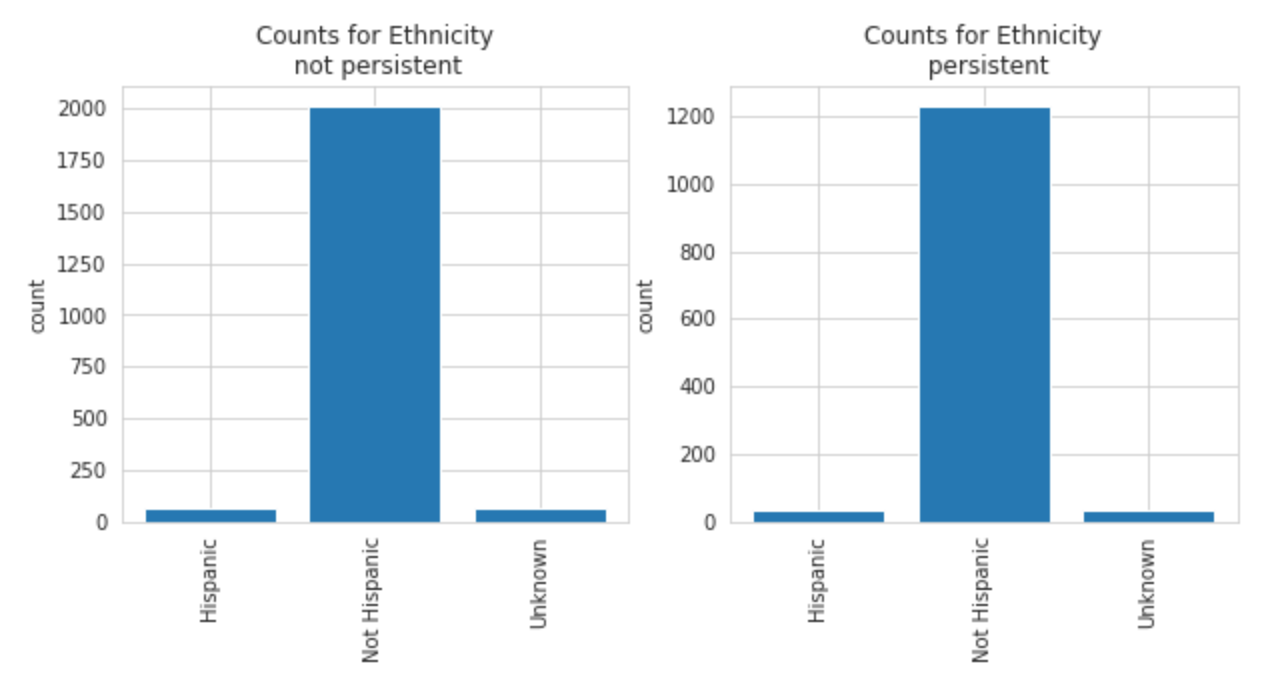 Counts for Ethnicity
not persistent
count
2000
1750
1500
1250
1000
750
500
250
0
Hispanic
Not Hispanic
Unknown
Counts for Ethnicity
persistent
count
1200
1000
800
600
400
200
0
Hispanic
Not Hispanic
Unknown